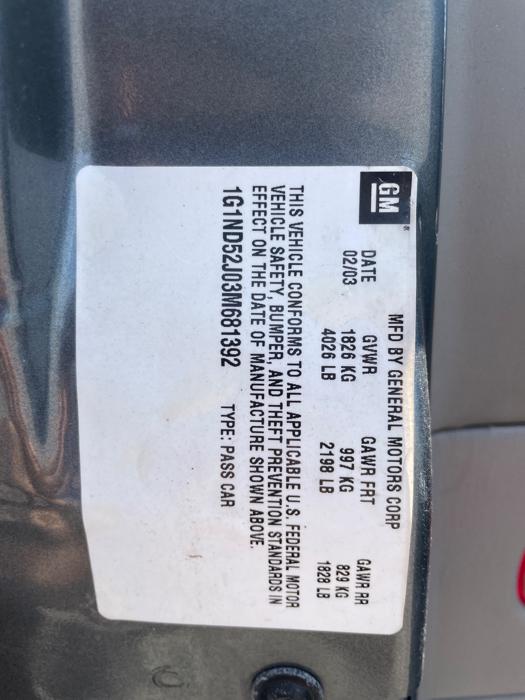 GM
MFD BY GENERAL MOTORS CORP
DATE GVWR GAWR FRT GAWR RR
02/03 1826 KG 997 KG 829 KG
4026 LB 2198 LB 1828 LB
THIS VEHICLE CONFORMS TO ALL APPLICABLE U.S. FEDERAL MOTOR
VEHICLE SAFETY, BUMPER, AND THEFT PREVENTION STANDARDS IN
EFFECT ON THE DATE OF MANUFACTURE SHOWN ABOVE.
1G1ND52J03M681392 TYPE: PASS CAR